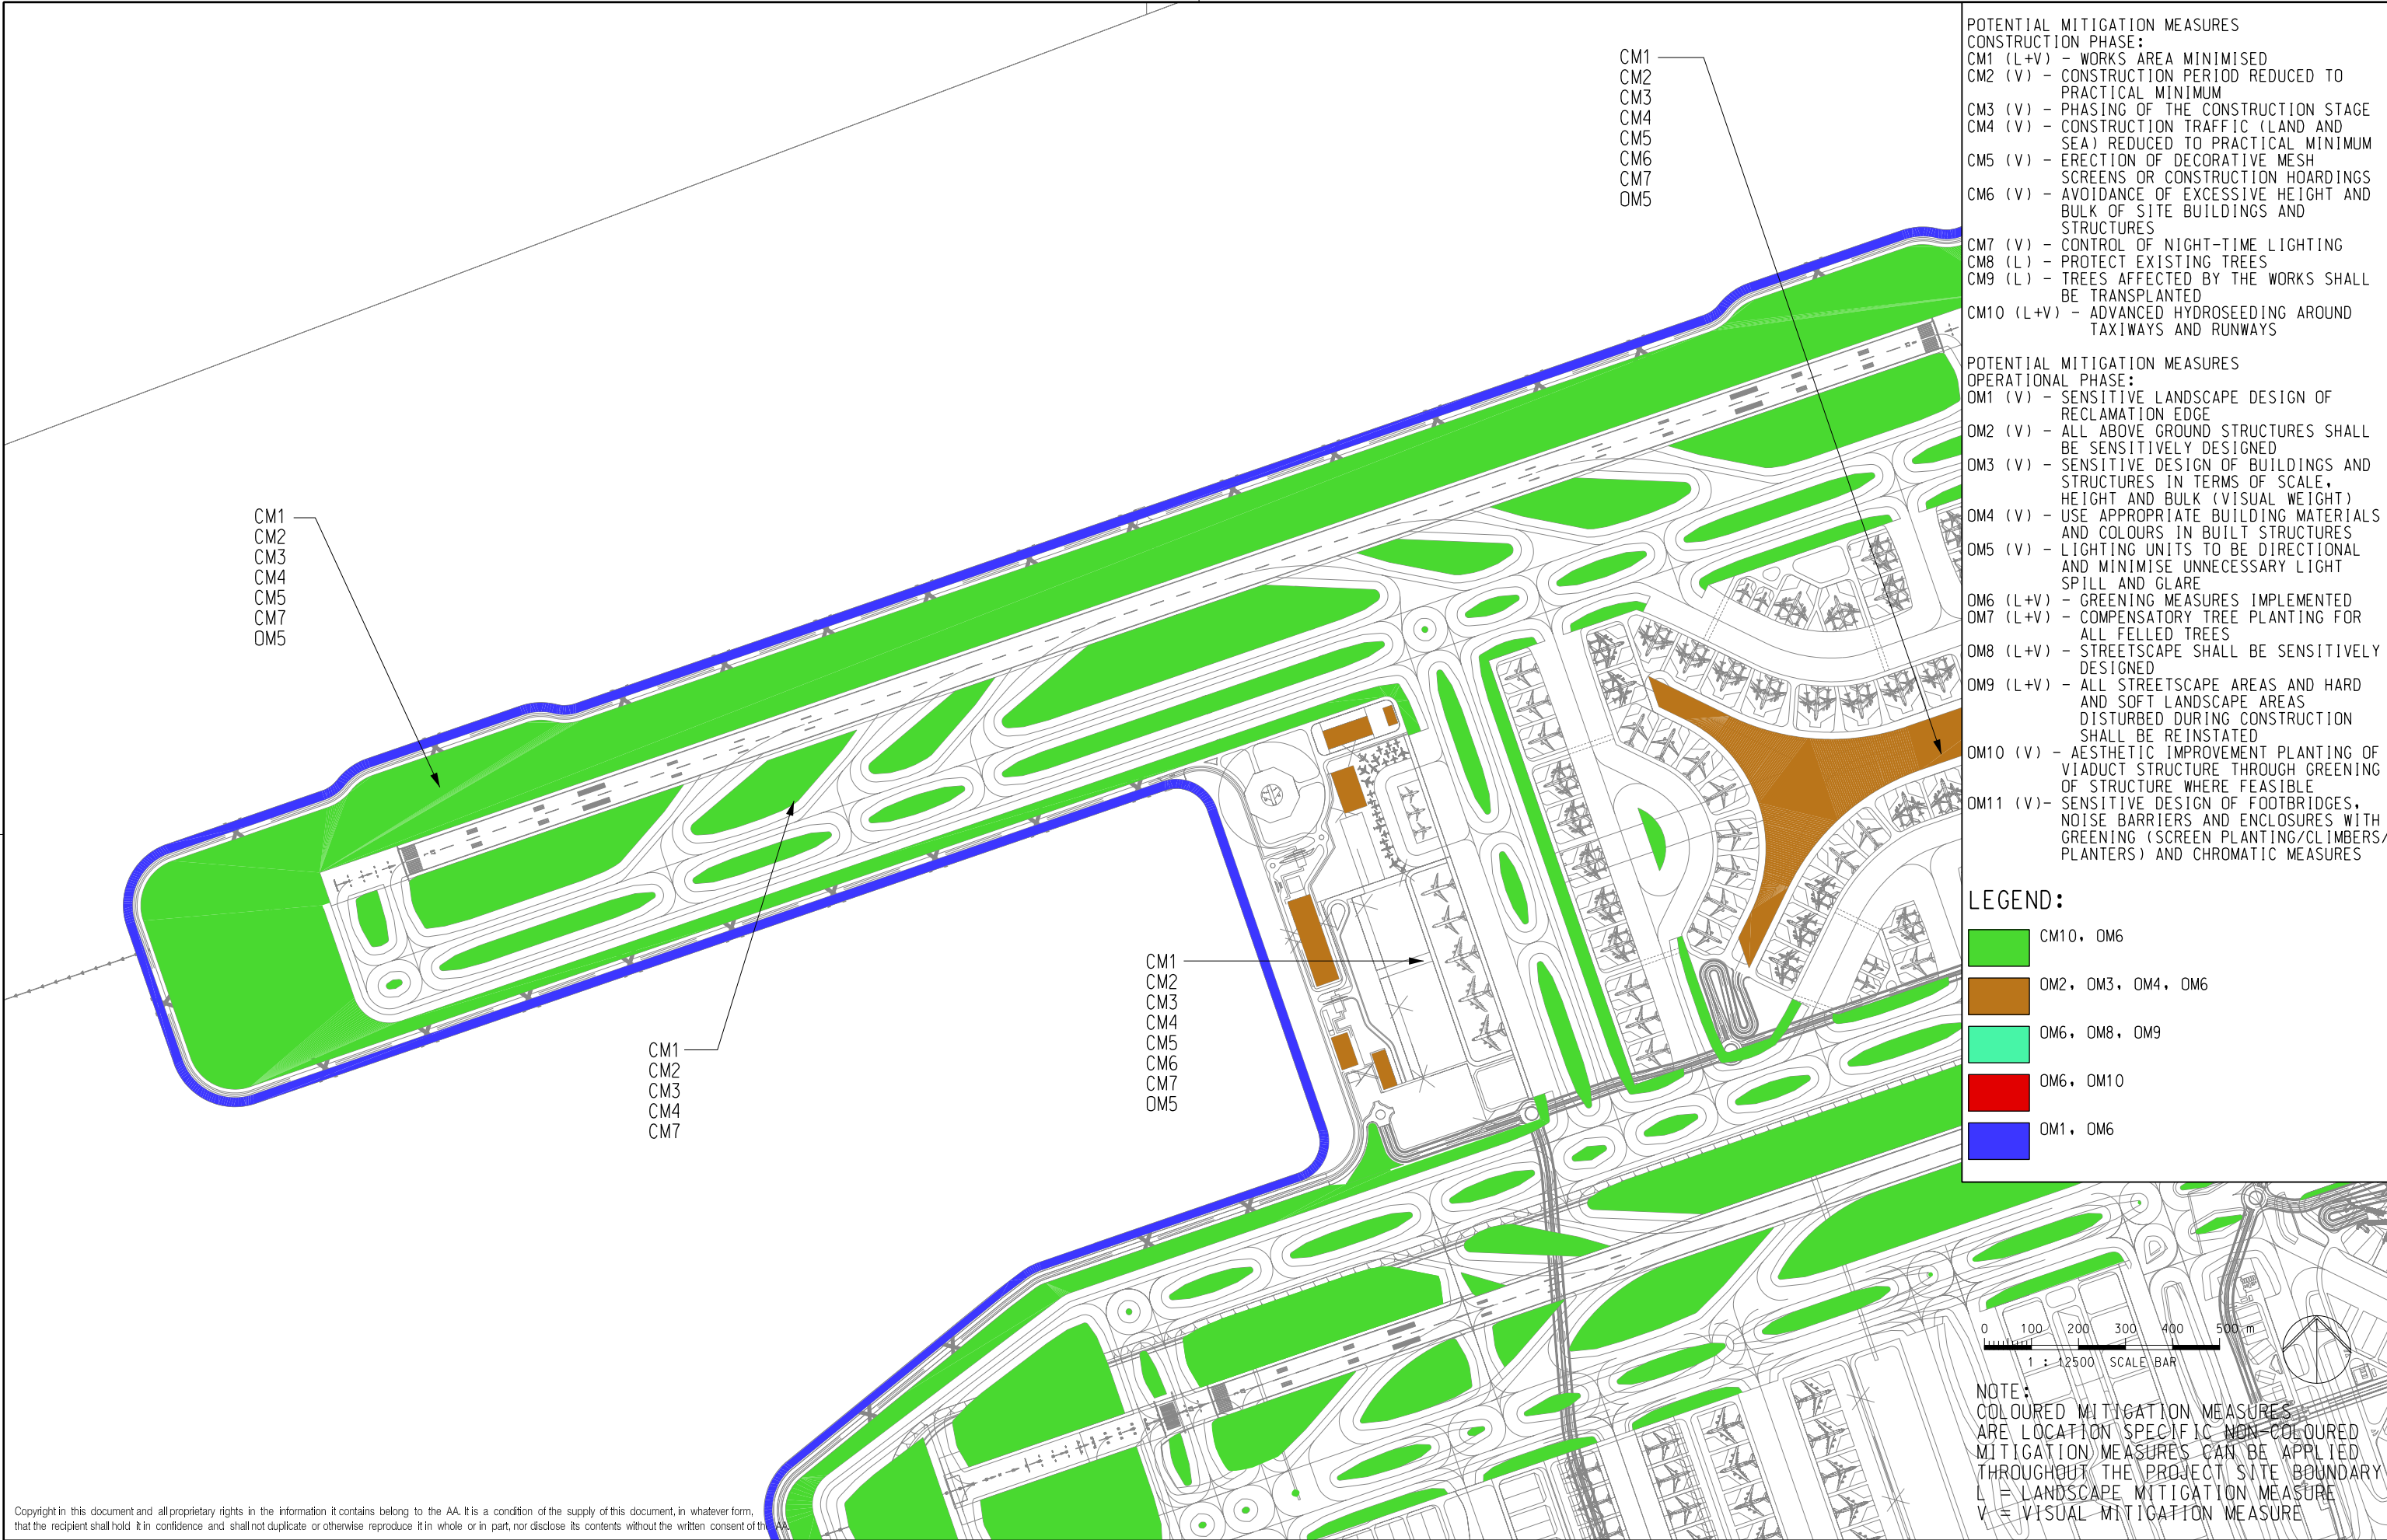 CM1
CM2
CM3
CM4
CM5
CM6
CM7
OM5
CM1
CM2
CM3
CM4
CM5
CM7
OM5
CM1
CM2
CM3
CM4
CM7
CM1
CM2
CM3
CM4
CM5
CM6
CM7
OM5
POTENTIAL MITIGATION MEASURES
CONSTRUCTION PHASE:
CM1 (L+V) - WORKS AREA MINIMISED
CM2 (V) - CONSTRUCTION PERIOD REDUCED TO
PRACTICAL MINIMUM
CM3 (V) - PHASING OF THE CONSTRUCTION STAGE
CM4 (V) - CONSTRUCTION TRAFFIC (LAND AND
SEA) REDUCED TO PRACTICAL MINIMUM
CM5 (V) - ERECTION OF DECORATIVE MESH
SCREENS OR CONSTRUCTION HOARDINGS
CM6 (V) - AVOIDANCE OF EXCESSIVE HEIGHT AND
BULK OF SITE BUILDINGS AND
STRUCTURES
CM7 (V) - CONTROL OF NIGHT-TIME LIGHTING
CM8 (L) - PROTECT EXISTING TREES
CM9 (L) - TREES AFFECTED BY THE WORKS SHALL
BE TRANSPLANTED
CM10 (L+V) - ADVANCED HYDROSEEDING AROUND
TAXIWAYS AND RUNWAYS
POTENTIAL MITIGATION MEASURES
OPERATIONAL PHASE:
OM1 (V) - SENSITIVE LANDSCAPE DESIGN OF
RECLAMATION EDGE
OM2 (V) - ALL ABOVE GROUND STRUCTURES SHALL
BE SENSITIVELY DESIGNED
OM3 (V) - SENSITIVE DESIGN OF BUILDINGS AND
STRUCTURES IN TERMS OF SCALE,
HEIGHT AND BULK (VISUAL WEIGHT)
OM4 (V) - USE APPROPRIATE BUILDING MATERIALS
AND COLOURS IN BUILT STRUCTURES
OM5 (V) - LIGHTING UNITS TO BE DIRECTIONAL
AND MINIMISE UNNECESSARY LIGHT
SPILL AND GLARE
OM6 (L+V) - GREENING MEASURES IMPLEMENTED
OM7 (L+V) - COMPENSATORY TREE PLANTING FOR
ALL FELLED TREES
OM8 (L+V) - STREETSCAPE SHALL BE SENSITIVELY
DESIGNED
OM9 (L+V) - ALL STREETSCAPE AREAS AND HARD
AND SOFT LANDSCAPE AREAS
DISTURBED DURING CONSTRUCTION
SHALL BE REINSTATED
OM10 (V) - AESTHETIC IMPROVEMENT PLANTING OF
VIADUCT STRUCTURE THROUGH GREENING
OF STRUCTURE WHERE FEASIBLE
OM11 (V)- SENSITIVE DESIGN OF FOOTBRIDGES,
NOISE BARRIERS AND ENCLOSURES WITH
GREENING (SCREEN PLANTING/CLIMBERS/
PLANTERS) AND CHROMATIC MEASURES
LEGEND:
CM10, OM6
OM2, OM3, OM4, OM6
OM6, OM8, OM9
OM6, OM10
OM1, OM6
0 100 200 300 400 500 m
1 : 12500 SCALE BAR
NOTE:
COLOURED MITIGATION MEASURES
ARE LOCATION SPECIFIC NON-COLOURED
MITIGATION MEASURES CAN BE APPLIED
THROUGHOUT THE PROJECT SITE BOUNDARY
L = LANDSCAPE MITIGATION MEASURE
V = VISUAL MITIGATION MEASURE
Copyright in this document and all proprietary rights in the information it contains belong to the AA. It is a condition of the supply of this document, in whatever form,
that the recipient shall hold it in confidence and shall not duplicate or otherwise reproduce it in whole or in part, nor disclose its contents without the written consent of the AA.